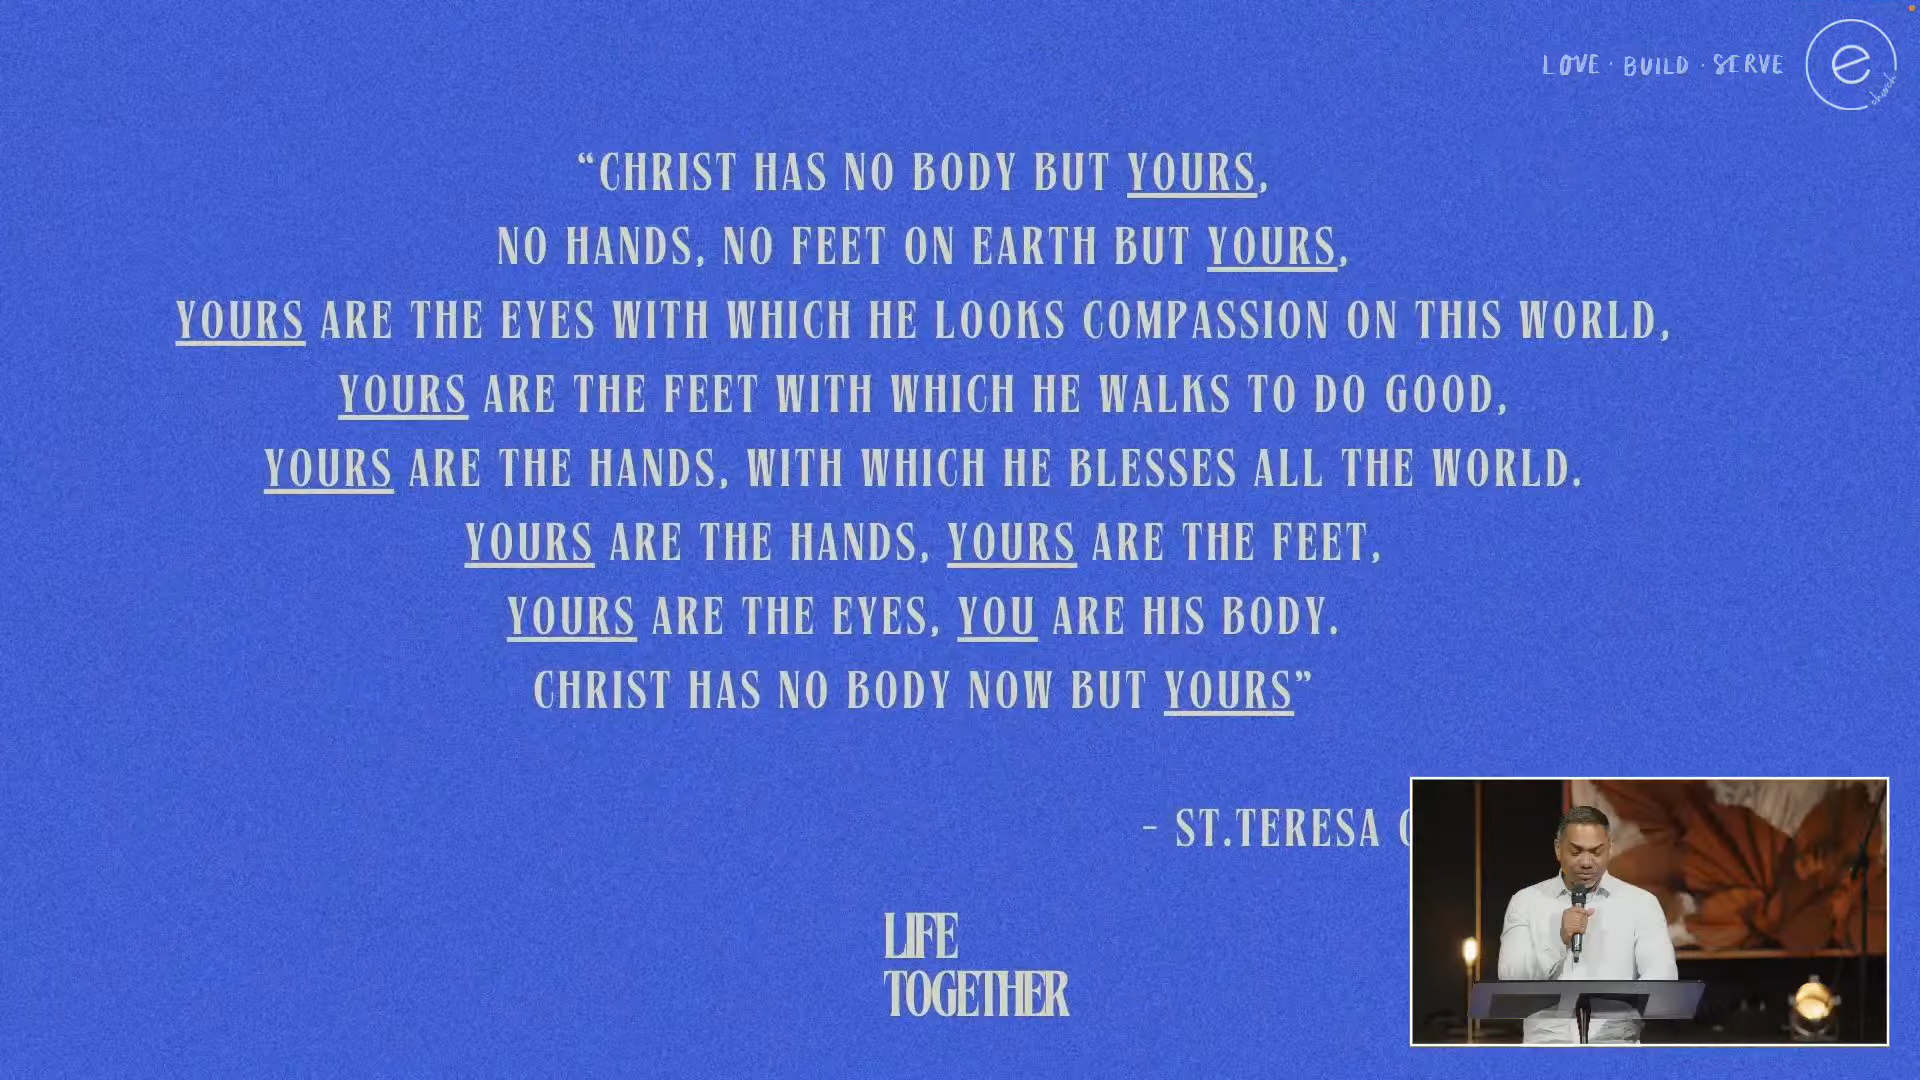 LOVE · BUILD · SERVE
e
church
“CHRIST HAS NO BODY BUT YOURS,
NO HANDS, NO FEET ON EARTH BUT YOURS,
YOURS ARE THE EYES WITH WHICH HE LOOKS COMPASSION ON THIS WORLD,
YOURS ARE THE FEET WITH WHICH HE WALKS TO DO GOOD,
YOURS ARE THE HANDS, WITH WHICH HE BLESSES ALL THE WORLD.
YOURS ARE THE HANDS, YOURS ARE THE FEET,
YOURS ARE THE EYES, YOU ARE HIS BODY.
CHRIST HAS NO BODY NOW BUT YOURS”
- ST.TERESA
LIFE
TOGETHER